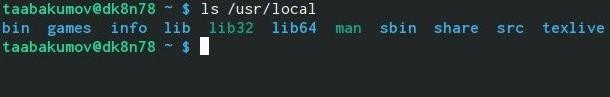 taabakumov@dk8n78 ~ $ ls /usr/local
bin games info lib lib32 lib64 man sbin share src texlive
taabakumov@dk8n78 ~ $